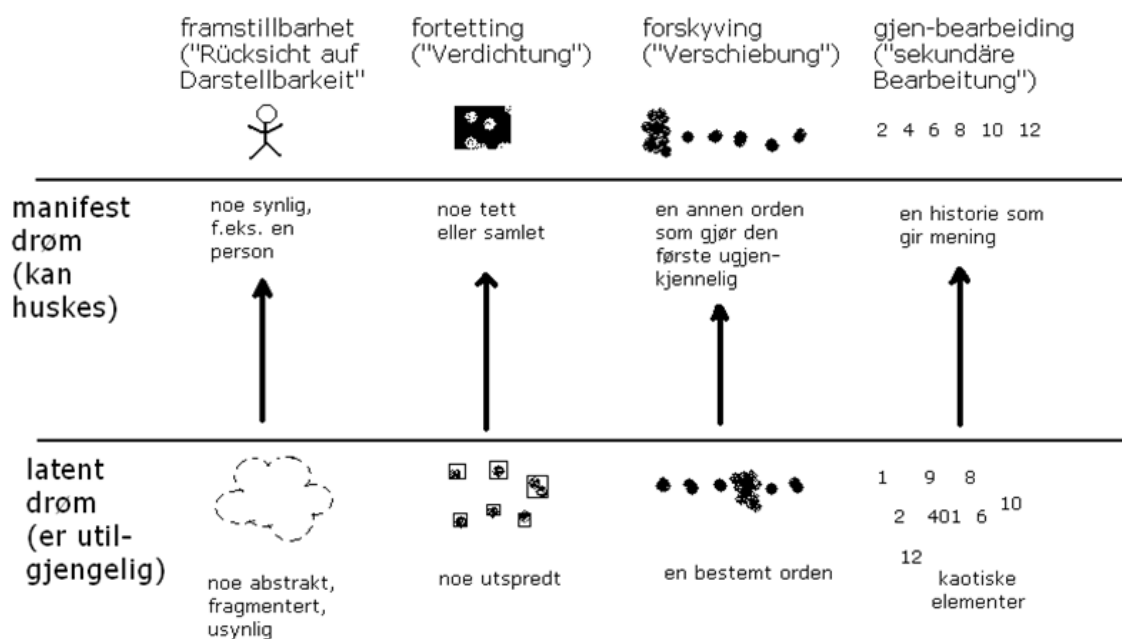 framstillbarhet
("Rücksicht auf
Darstellbarkeit"
fortetting
("Verdichtung")
forskyving
("Verschiebung")
gjen-bearbeiding
("sekundäre
Bearbeitung")
2 4 6 8 10 12
manifest
drøm
(kan
huskes)
noe synlig,
f.eks. en
person
noe tett
eller samlet
en annen orden
som gjør den
første ugjen-
kjennelig
en historie som
gir mening
latent
drøm
(er util-
gjengelig)
noe abstrakt,
fragmentert,
usynlig
noe utspredt
en bestemt orden
1 9 8
2 401 6 10
12
kaotiske
elementer